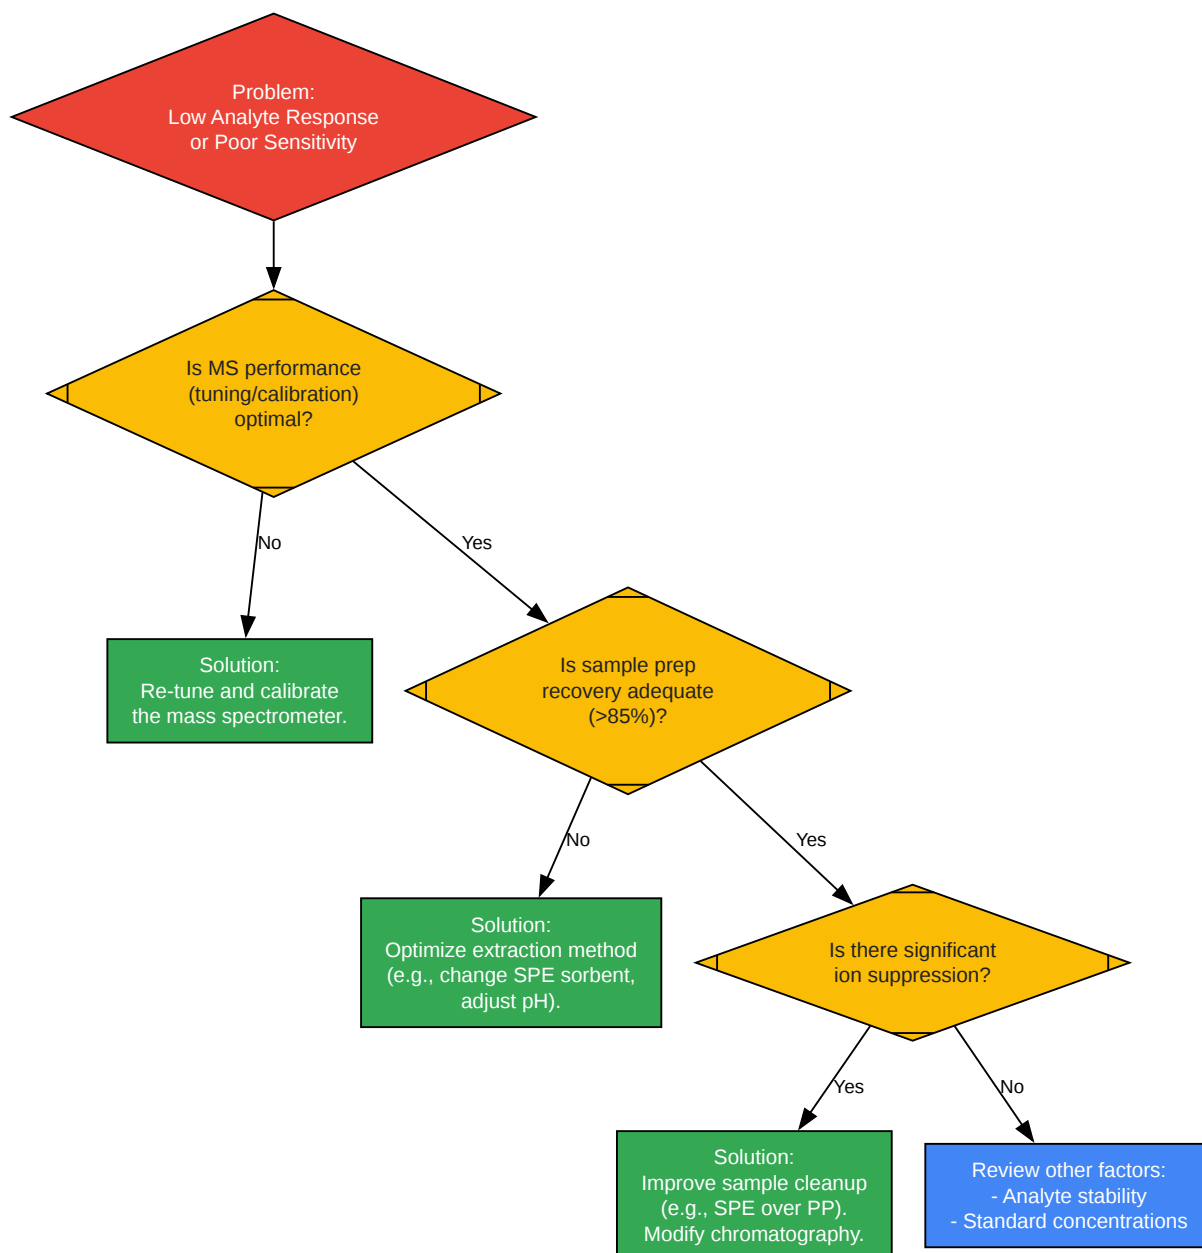 Problem:
Low Analyte Response
or Poor Sensitivity
Is MS performance
(tuning/calibration)
optimal?
No
Yes
Solution:
Re-tune and calibrate
the mass spectrometer.
Is sample prep
recovery adequate
(>85%)?
No
Yes
Solution:
Optimize extraction method
(e.g., change SPE sorbent,
adjust pH).
Is there significant
ion suppression?
Yes
No
Solution:
Improve sample cleanup
(e.g., SPE over PP).
Modify chromatography.
Review other factors:
- Analyte stability
- Standard concentrations